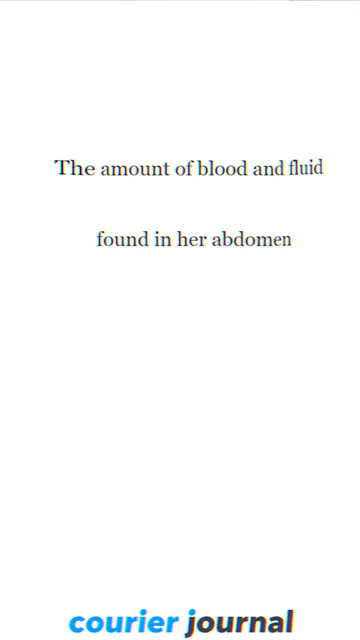 The amount of blood and fluid
found in her abdomen
courier journal